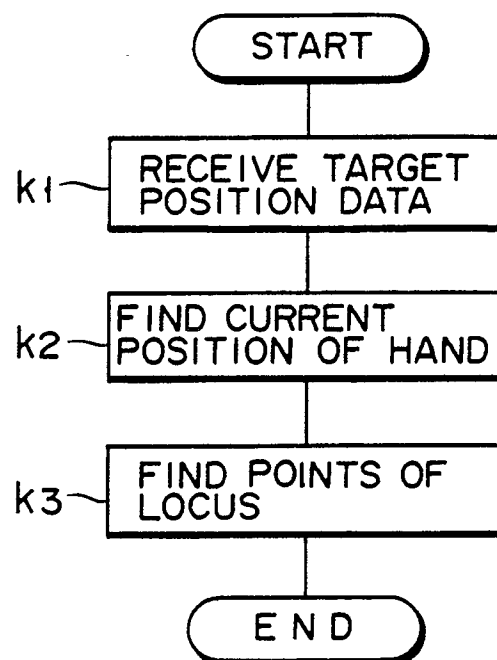 START
k1
RECEIVE TARGET
POSITION DATA
k2
FIND CURRENT
POSITION OF HAND
k3
FIND POINTS OF
LOCUS
END